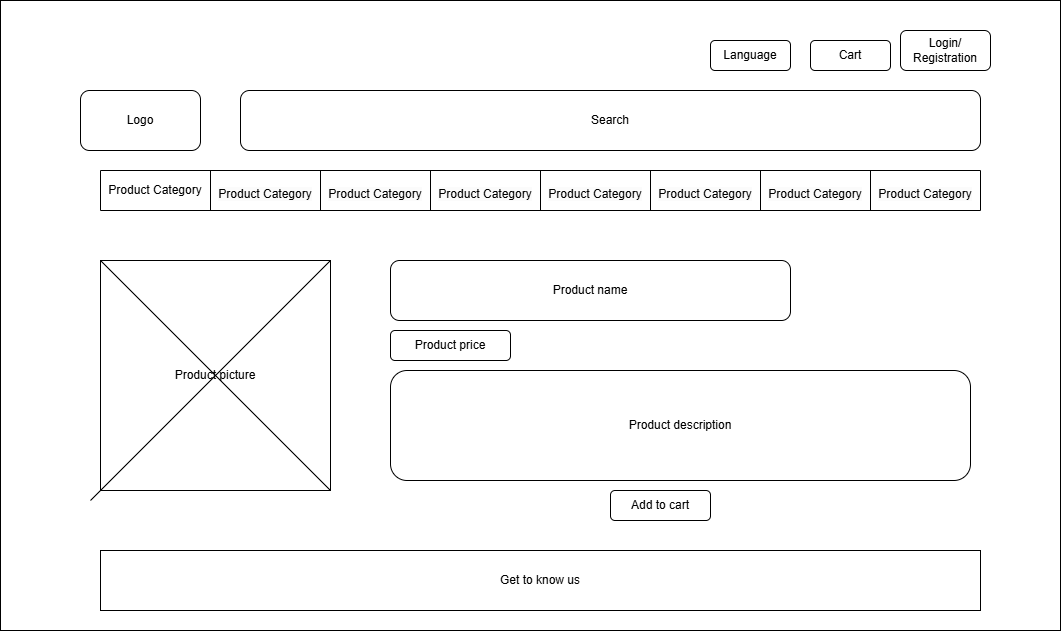 Language
Cart
Login/
Registration
Logo
Search
Product Category
Product Category
Product Category
Product Category
Product Category
Product Category
Product Category
Product Category
Product picture
Product name
Product price
Product description
Add to cart
Get to know us